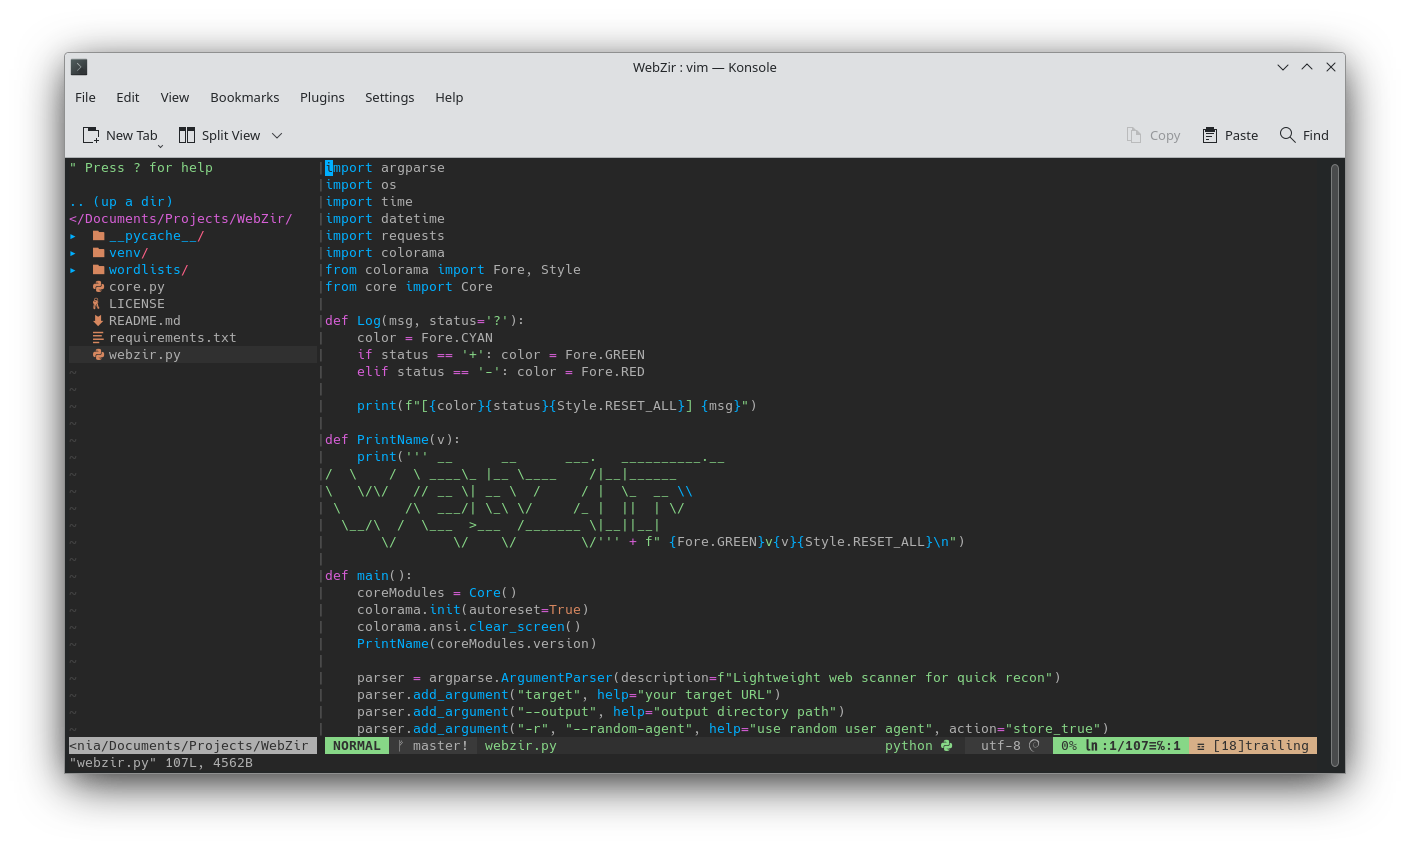 WebZir : vim — Konsole
File Edit View Bookmarks Plugins Settings Help
New Tab Split View Copy Paste Find
" Press ? for help
.. (up a dir)
</Documents/Projects/WebZir/
▸ __pycache__/
▸ venv/
▸ wordlists/
core.py
LICENSE
README.md
requirements.txt
webzir.py
import argparse
import os
import time
import datetime
import requests
import colorama
from colorama import Fore, Style
from core import Core
def Log(msg, status='?'):
    color = Fore.CYAN
    if status == '+': color = Fore.GREEN
    elif status == '-': color = Fore.RED
    print(f"[{color}{status}{Style.RESET_ALL}] {msg}")
def PrintName(v):
    print(''' __      __      ___.   __________.__
/  \    /  \ ____\_ |__ \____    /|__|______
\   \/\/   // __ \| __ \  /     / |  \_  __ \\
 \        /\  ___/| \_\ \/     /_ |  ||  | \/
  \__/\  /  \___  >___  /_______ \|__||__|
       \/       \/    \/        \/''' + f" {Fore.GREEN}v{v}{Style.RESET_ALL}\n")
def main():
    coreModules = Core()
    colorama.init(autoreset=True)
    colorama.ansi.clear_screen()
    PrintName(coreModules.version)
    parser = argparse.ArgumentParser(description=f"Lightweight web scanner for quick recon")
    parser.add_argument("target", help="your target URL")
    parser.add_argument("--output", help="output directory path")
    parser.add_argument("-r", "--random-agent", help="use random user agent", action="store_true")
<nia/Documents/Projects/WebZir NORMAL master! webzir.py python utf-8 0% ln:1/107≡℅:1 [18]trailing
"webzir.py" 107L, 4562B